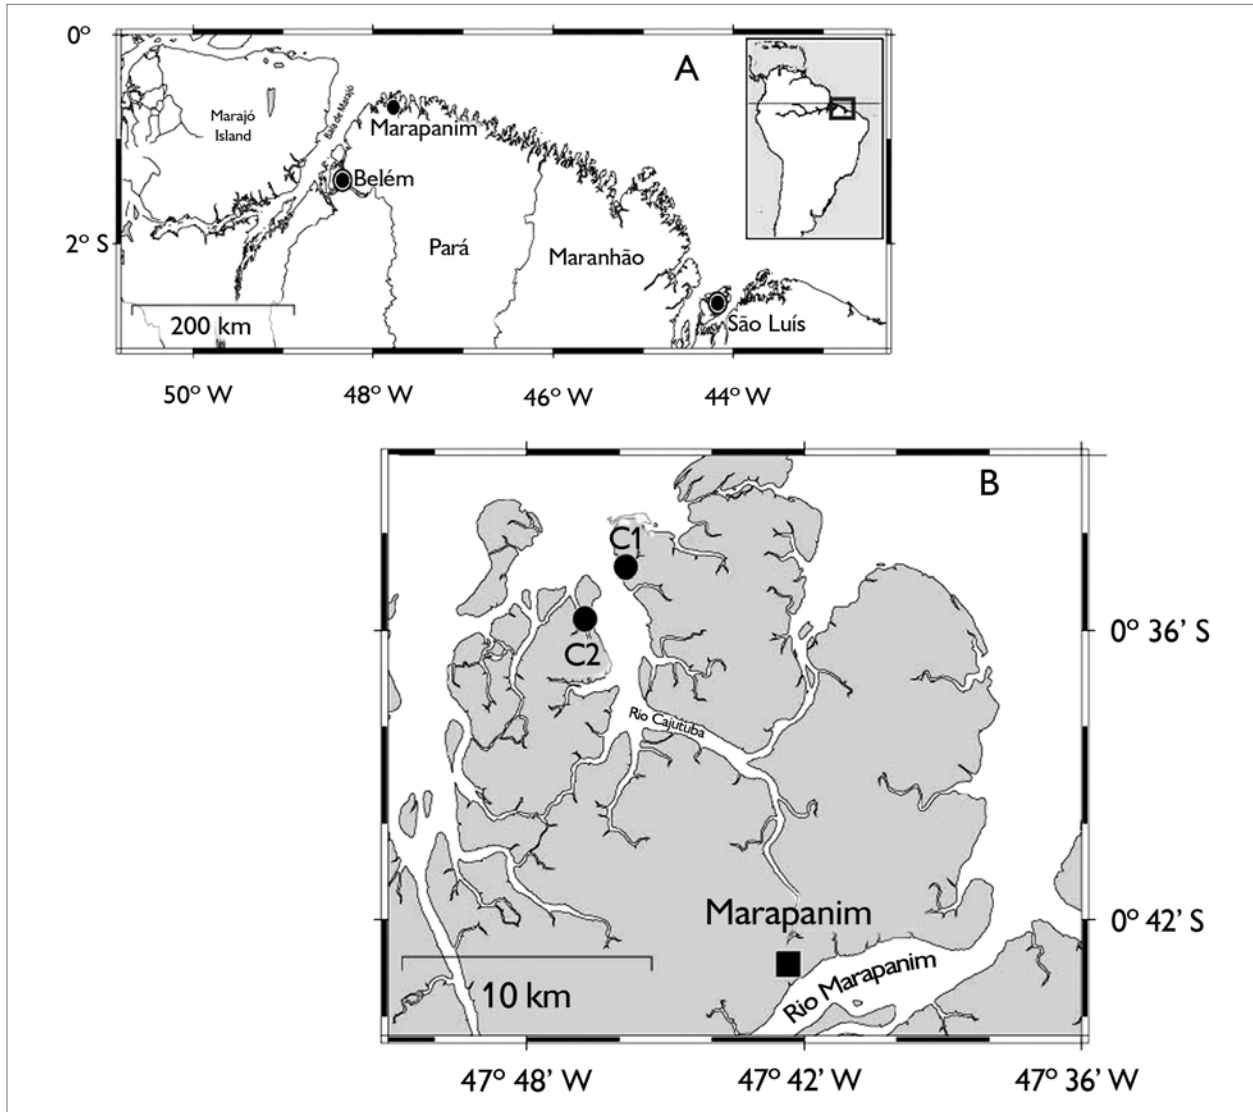 0° 
A
Marajó
Island
Baía de Marajó
Marapanim
Belém
2° S
Pará
Maranhão
200 km
São Luís
50° W
48° W
46° W
44° W
B
C1
C2
0° 36' S
Rio Cajutuba
Marapanim
0° 42' S
Rio Marapanim
10 km
47° 48' W
47° 42' W
47° 36' W